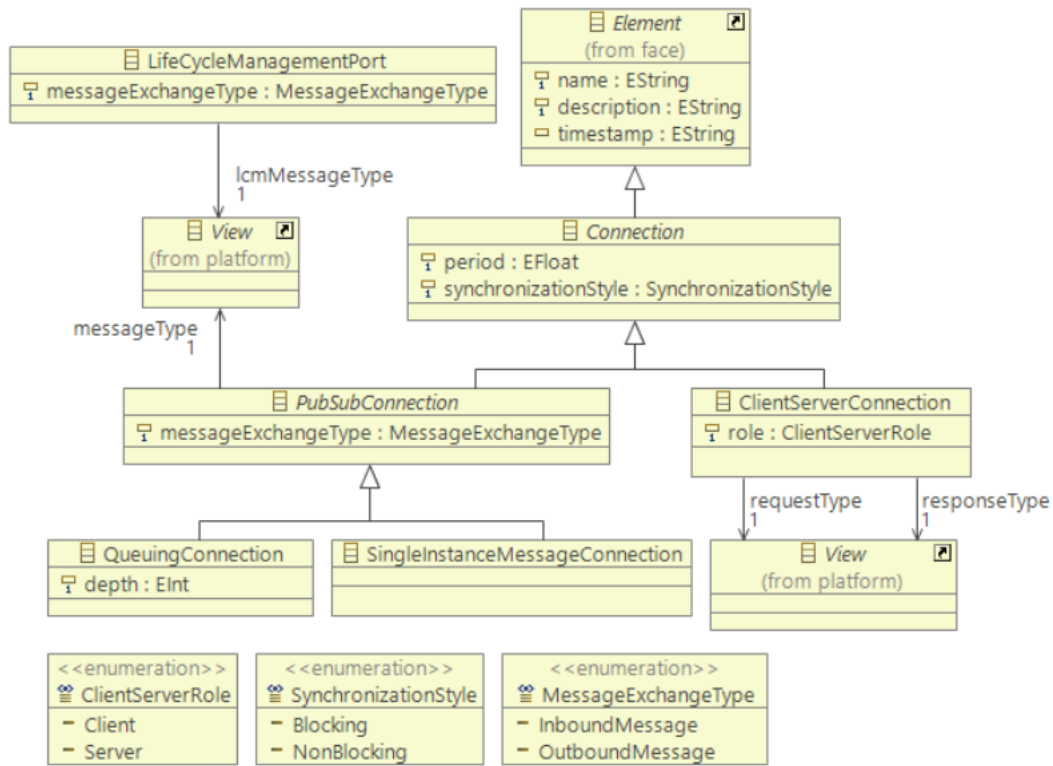 LifeCycleManagementPort
messageExchangeType : MessageExchangeType
Element
(from face)
name : EString
description : EString
timestamp : EString
lcmMessageType
1
View
(from platform)
Connection
period : EFloat
synchronizationStyle : SynchronizationStyle
messageType
1
PubSubConnection
messageExchangeType : MessageExchangeType
ClientServerConnection
role : ClientServerRole
requestType
1
responseType
1
QueuingConnection
depth : EInt
SingleInstanceMessageConnection
View
(from platform)
<<enumeration>>
ClientServerRole
Client
Server
<<enumeration>>
SynchronizationStyle
Blocking
NonBlocking
<<enumeration>>
MessageExchangeType
InboundMessage
OutboundMessage